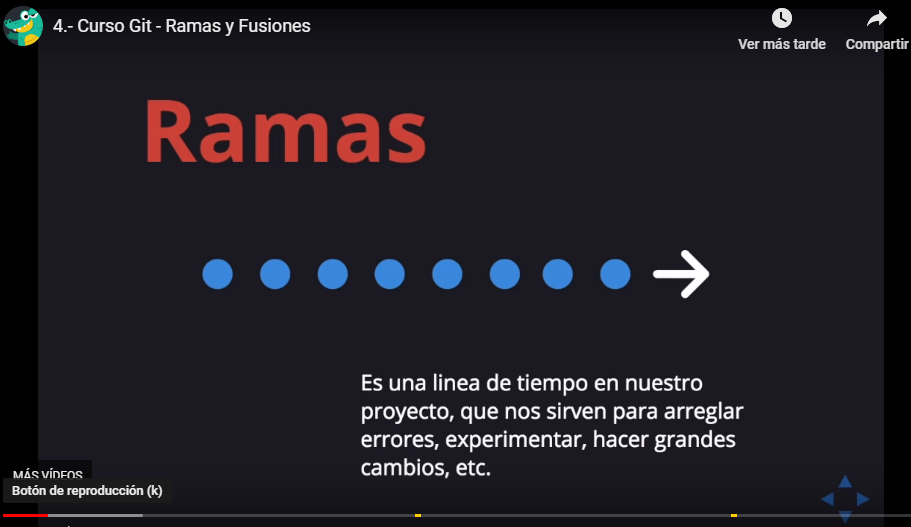 4.- Curso Git - Ramas y Fusiones
Ver más tarde
Compartir
Ramas
Es una linea de tiempo en nuestro
proyecto, que nos sirven para arreglar
errores, experimentar, hacer grandes
cambios, etc.
MÁS VÍDEOS
Botón de reproducción (k)